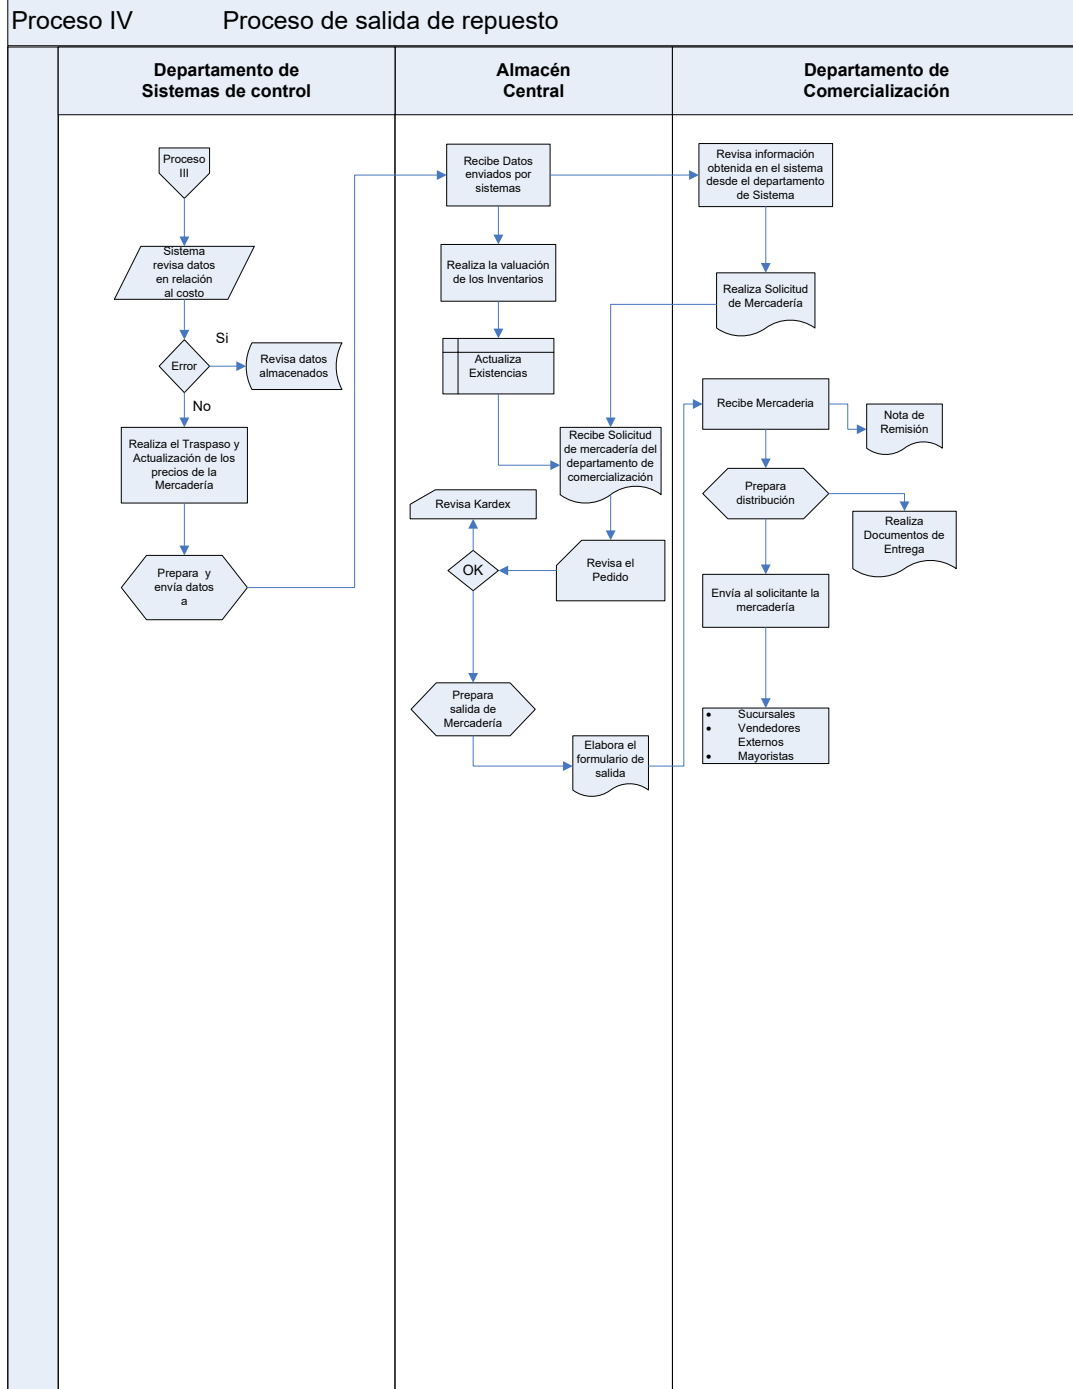 Proceso IV Proceso de salida de repuesto
Departamento de
Sistemas de control
Almacén
Central
Departamento de
Comercialización
Proceso
III
Sistema
revisa datos
en relación
al costo
Si
Error
Revisa datos
almacenados
No
Realiza el Traspaso y
Actualización de los
precios de la
Mercadería
Prepara y
envía datos
a
Recibe Datos
enviados por
sistemas
Realiza la valuación
de los Inventarios
Actualiza
Existencias
Recibe Solicitud
de mercadería del
departamento de
comercialización
Revisa Kardex
OK
Revisa el
Pedido
Prepara
salida de
Mercadería
Elabora el
formulario de
salida
Revisa información
obtenida en el sistema
desde el departamento
de Sistema
Realiza Solicitud
de Mercadería
Recibe Mercaderia
Nota de
Remisión
Prepara
distribución
Realiza
Documentos de
Entrega
Envía al solicitante la
mercadería
• Sucursales
• Vendedores
Externos
• Mayoristas